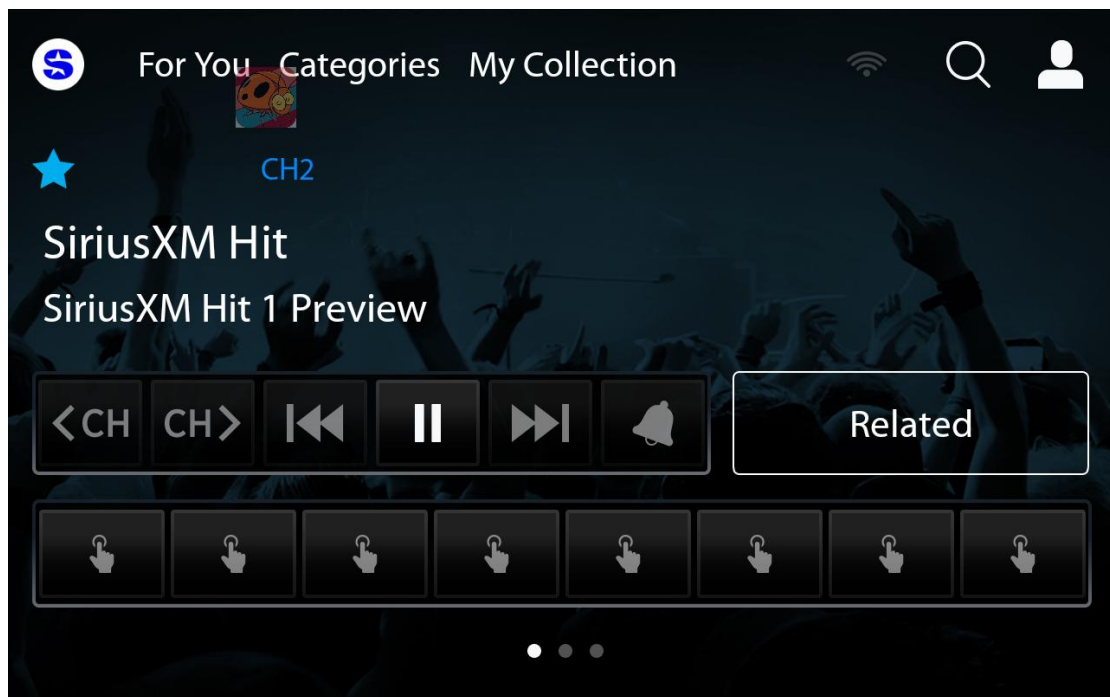 For You Categories My Collection
CH2
SiriusXM Hit
SiriusXM Hit 1 Preview
<CH CH> Related